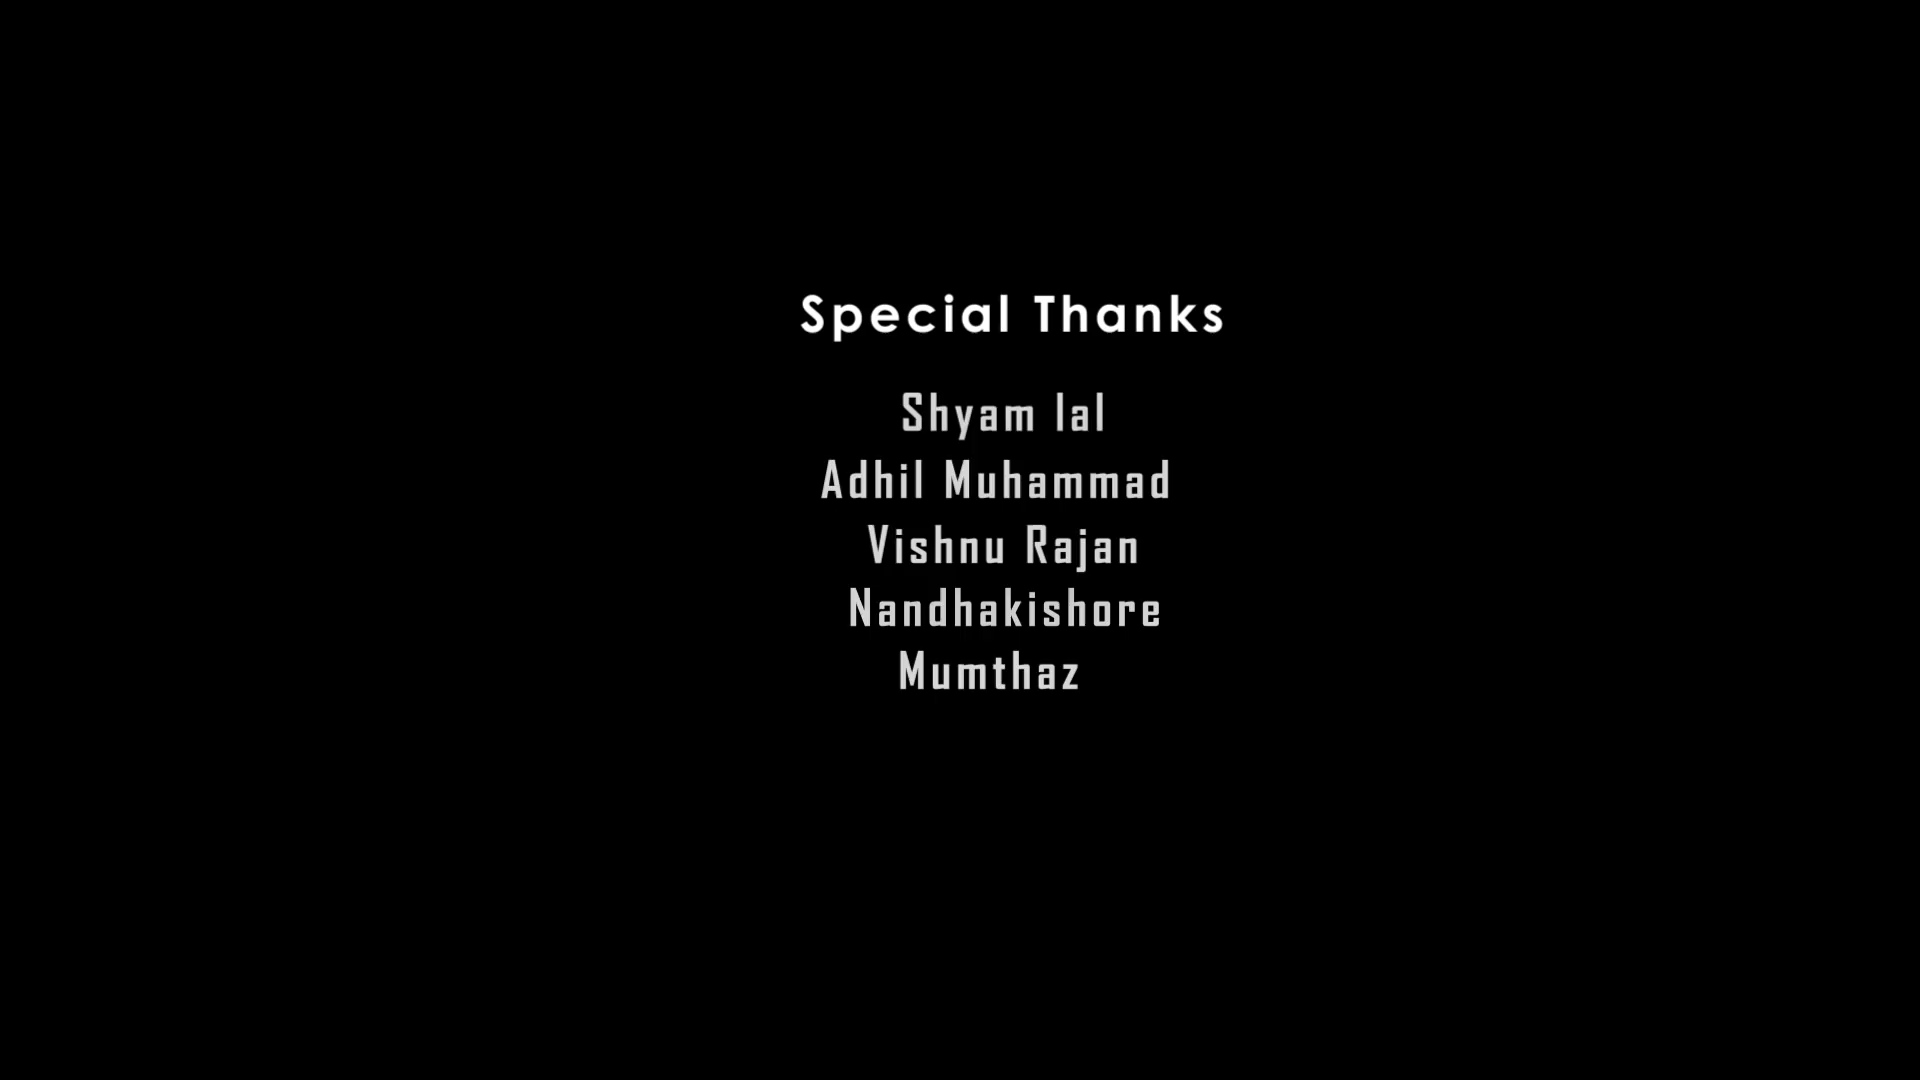 Special Thanks
Shyam lal
Adhil Muhammad
Vishnu Rajan
Nandhakishore
Mumthaz